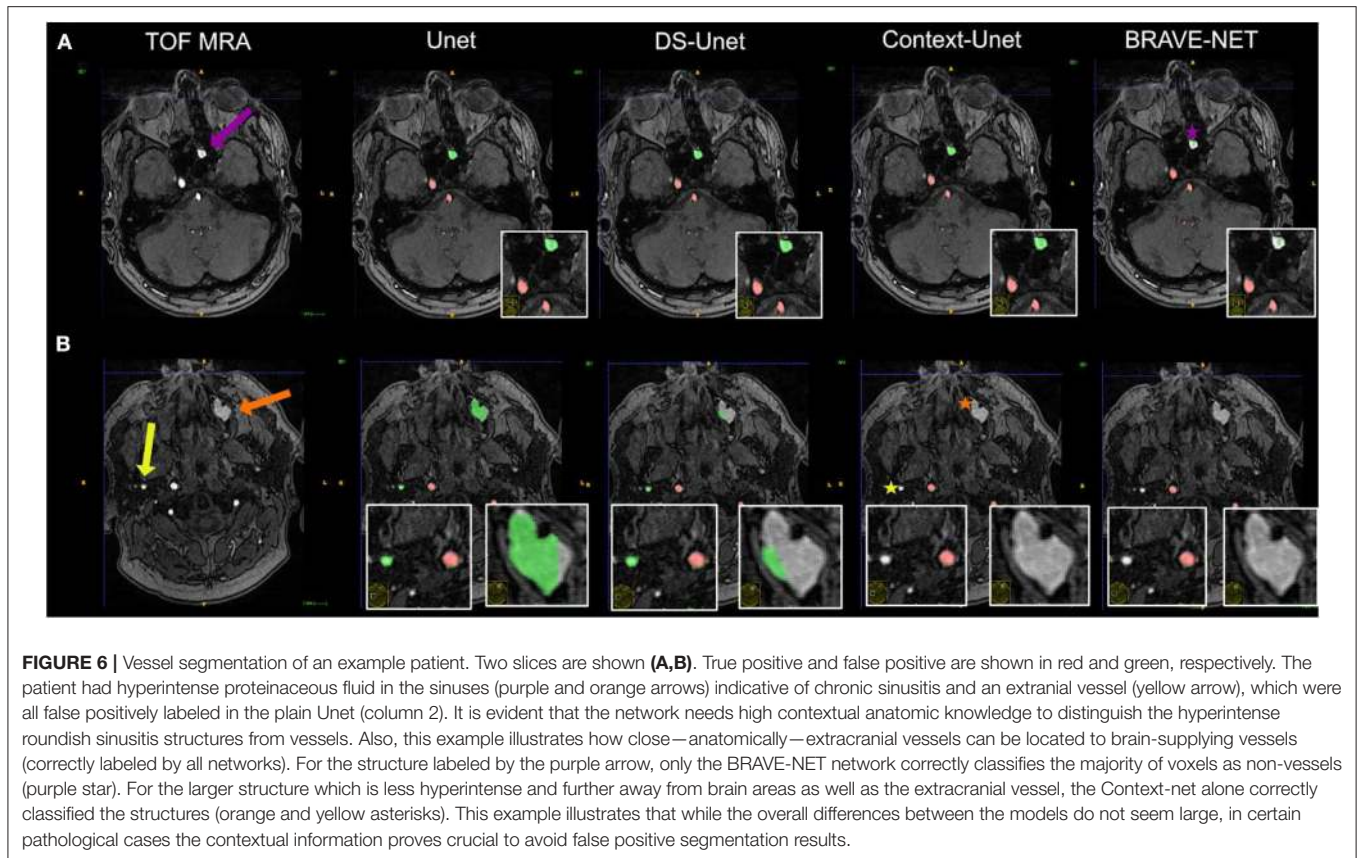 A
TOF MRA
Unet
DS-Unet
Context-Unet
BRAVE-NET
B
FIGURE 6 | Vessel segmentation of an example patient. Two slices are shown (A,B). True positive and false positive are shown in red and green, respectively. The
patient had hyperintense proteinaceous fluid in the sinuses (purple and orange arrows) indicative of chronic sinusitis and an extranial vessel (yellow arrow), which were
all false positively labeled in the plain Unet (column 2). It is evident that the network needs high contextual anatomic knowledge to distinguish the hyperintense
roundish sinusitis structures from vessels. Also, this example illustrates how close—anatomically—extracranial vessels can be located to brain-supplying vessels
(correctly labeled by all networks). For the structure labeled by the purple arrow, only the BRAVE-NET network correctly classifies the majority of voxels as non-vessels
(purple star). For the larger structure which is less hyperintense and further away from brain areas as well as the extracranial vessel, the Context-net alone correctly
classified the structures (orange and yellow asterisks). This example illustrates that while the overall differences between the models do not seem large, in certain
pathological cases the contextual information proves crucial to avoid false positive segmentation results.